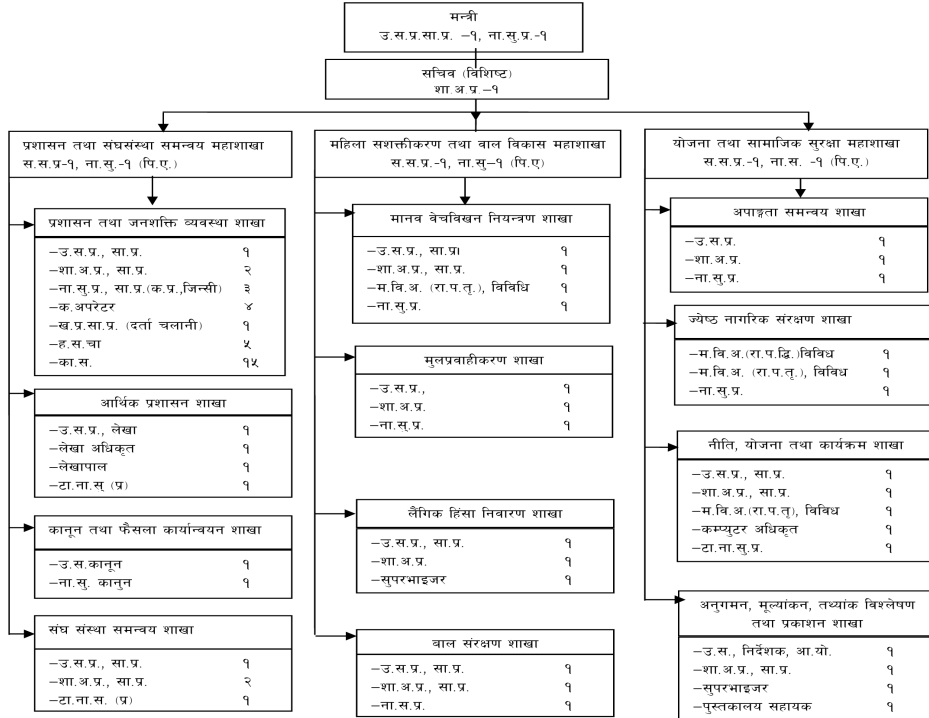 मन्त्री
उ.स.प्र.सा.प्र. –१, ना.सु.प्र.-१
सचिव (विशिष्ट)
शा.अ.प्र.–१
प्रशासन तथा संघसंस्था समन्वय महाशाखा
स.स.प्र-१, ना.सु.-१ (पि.ए.)
प्रशासन तथा जनशक्ति व्यवस्था शाखा
–उ.स.प्र., सा.प्र. १
–शा.अ.प्र., सा.प्र. २
–ना.सु.प्र., सा.प्र.(क.प्र.,जिन्सी) ३
–क.अपरेटर ४
–ख.प्र.सा.प्र. (दर्ता चलानी) १
–ह.स.चा ५
–का.स. १५
आर्थिक प्रशासन शाखा
–उ.स.प्र., लेखा १
–लेखा अधिकृत १
–लेखापाल १
–टा.ना.स् (प्र) १
कानून तथा फैसला कार्यान्वयन शाखा
–उ.स.कानून १
–ना.सु. कानुन १
संघ संस्था समन्वय शाखा
–उ.स.प्र., सा.प्र. १
–शा.अ.प्र., सा.प्र. २
–टा.ना.स. (प्र) १
महिला सशक्तीकरण तथा वाल विकास महाशाखा
स.स.प्र.-१, ना.सु–१ (पि.ए)
मानव वेचविखन नियन्त्रण शाखा
–उ.स.प्र., सा.प्र। १
–शा.अ.प्र., सा.प्र. १
–म.वि.अ. (रा.प.तृ.), विविधि १
–ना.सु.प्र. १
मुलप्रवाहीकरण शाखा
–उ.स.प्र., १
–शा.अ.प्र. १
–ना.सु.प्र. १
लैंगिक हिंसा निवारण शाखा
–उ.स.प्र., सा.प्र. १
–शा.अ.प्र. १
–सुपरभाइजर १
वाल संरक्षण शाखा
–उ.स.प्र., सा.प्र. १
–शा.अ.प्र., सा.प्र. १
–ना.स.प्र. १
योजना तथा सामाजिक सुरक्षा महाशाखा
स.स.प्र.-१, ना.स. -१ (पि.ए.)
अपाङ्गता समन्वय शाखा
–उ.स.प्र. १
–शा.अ.प्र. १
–ना.सु.प्र. १
ज्येष्ठ नागरिक संरक्षण शाखा
–म.वि.अ.(रा.प.द्वि.)विविध १
–म.वि.अ. (रा.प.तृ.), विविध १
–ना.सु.प्र. १
नीति, योजना तथा कार्यक्रम शाखा
–उ.स.प्र., सा.प्र. १
–शा.अ.प्र., सा.प्र. १
–म.वि.अ.(रा.प.तृ), विविध १
–कम्प्युटर अधिकृत १
–टा.ना.सु.प्र. १
अनुगमन, मूल्यांकन, तथ्यांक विश्लेषण
तथा प्रकाशन शाखा
–उ.स., निर्देशक, आ.यो. १
–शा.अ.प्र., सा.प्र. १
–सुपरभाइजर १
–पुस्तकालय सहायक १